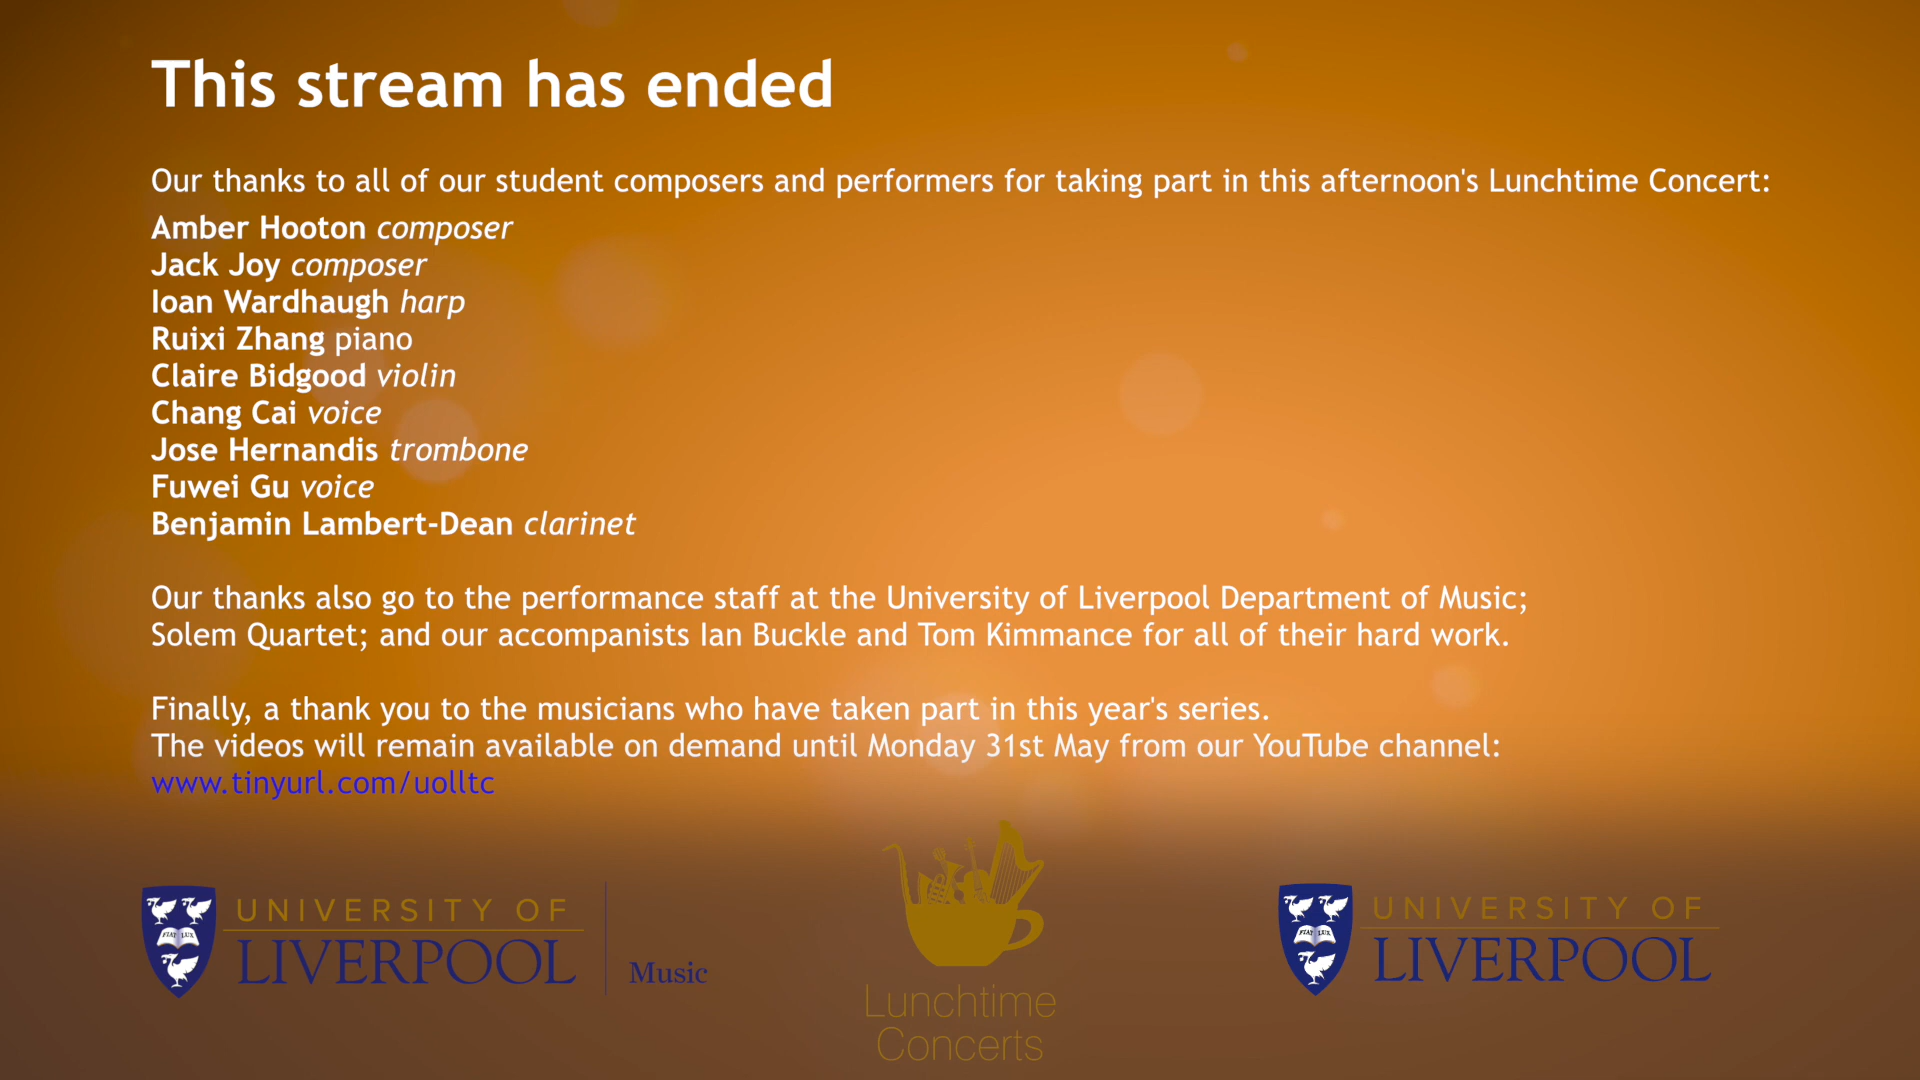 This stream has ended
Our thanks to all of our student composers and performers for taking part in this afternoon's Lunchtime Concert:
Amber Hooton composer
Jack Joy composer
Ioan Wardhaugh harp
Ruixi Zhang piano
Claire Bidgood violin
Chang Cai voice
Jose Hernandis trombone
Fuwei Gu voice
Benjamin Lambert-Dean clarinet
Our thanks also go to the performance staff at the University of Liverpool Department of Music;
Solem Quartet; and our accompanists Ian Buckle and Tom Kimmance for all of their hard work.
Finally, a thank you to the musicians who have taken part in this year's series.
The videos will remain available on demand until Monday 31st May from our YouTube channel:
www.tinyurl.com/uolltc
FIAT LUX
UNIVERSITY OF
LIVERPOOL
Music
Lunchtime
Concerts
FIAT LUX
UNIVERSITY OF
LIVERPOOL